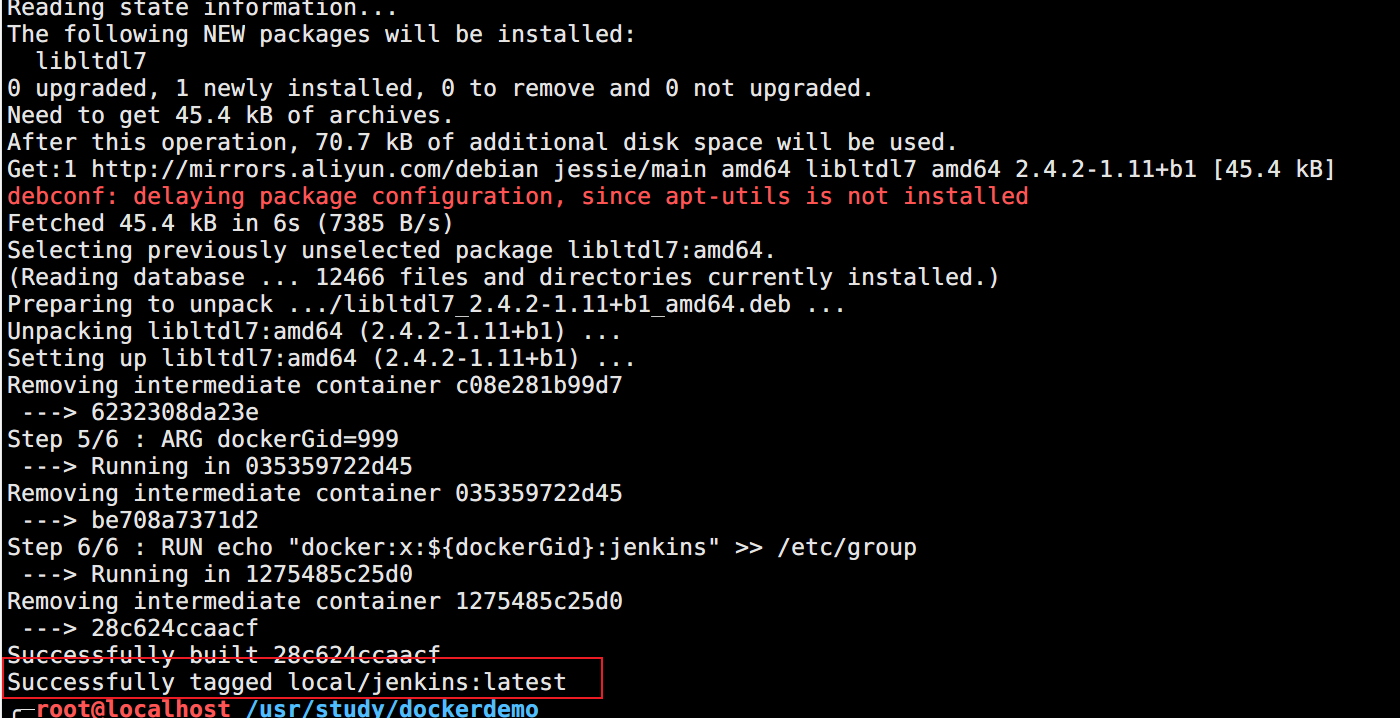 Reading state information...
The following NEW packages will be installed:
  libltdl7
0 upgraded, 1 newly installed, 0 to remove and 0 not upgraded.
Need to get 45.4 kB of archives.
After this operation, 70.7 kB of additional disk space will be used.
Get:1 http://mirrors.aliyun.com/debian jessie/main amd64 libltdl7 amd64 2.4.2-1.11+b1 [45.4 kB]
debconf: delaying package configuration, since apt-utils is not installed
Fetched 45.4 kB in 6s (7385 B/s)
Selecting previously unselected package libltdl7:amd64.
(Reading database ... 12466 files and directories currently installed.)
Preparing to unpack .../libltdl7_2.4.2-1.11+b1_amd64.deb ...
Unpacking libltdl7:amd64 (2.4.2-1.11+b1) ...
Setting up libltdl7:amd64 (2.4.2-1.11+b1) ...
Removing intermediate container c08e281b99d7
 ---> 6232308da23e
Step 5/6 : ARG dockerGid=999
 ---> Running in 035359722d45
Removing intermediate container 035359722d45
 ---> be708a7371d2
Step 6/6 : RUN echo "docker:x:${dockerGid}:jenkins" >> /etc/group
 ---> Running in 1275485c25d0
Removing intermediate container 1275485c25d0
 ---> 28c624ccaacf
Successfully built 28c624ccaacf
Successfully tagged local/jenkins:latest
╭─root@localhost /usr/study/dockerdemo